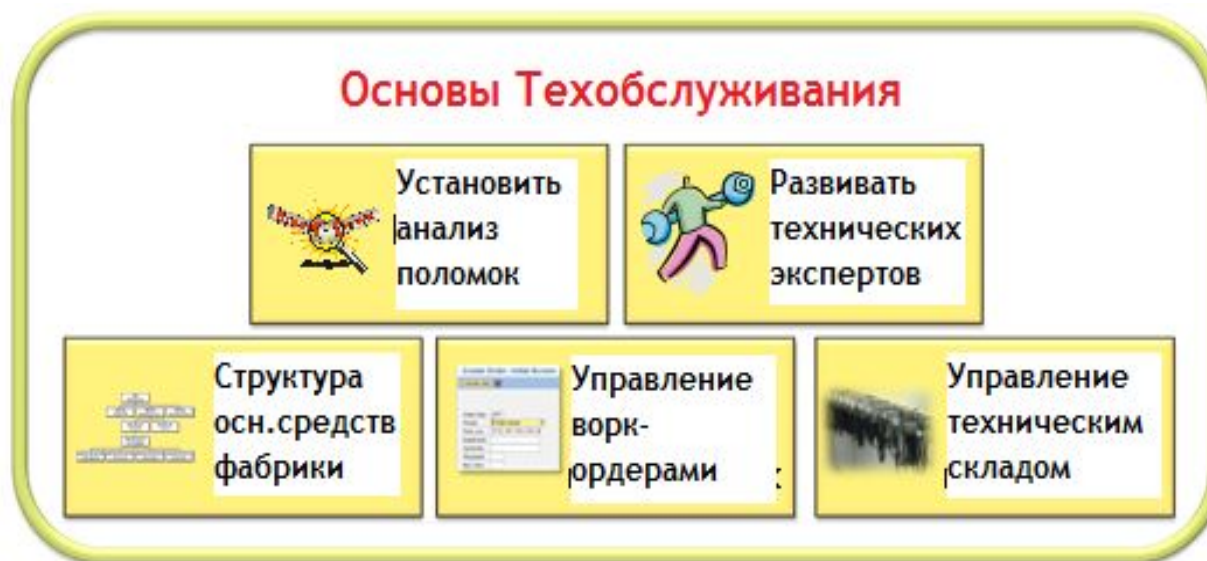 Основы Техобслуживания
Установить
анализ
поломок
Развивать
технических
экспертов
Структура
осн.средств
фабрики
Управление
ворк-
ордерами
Управление
техническим
складом